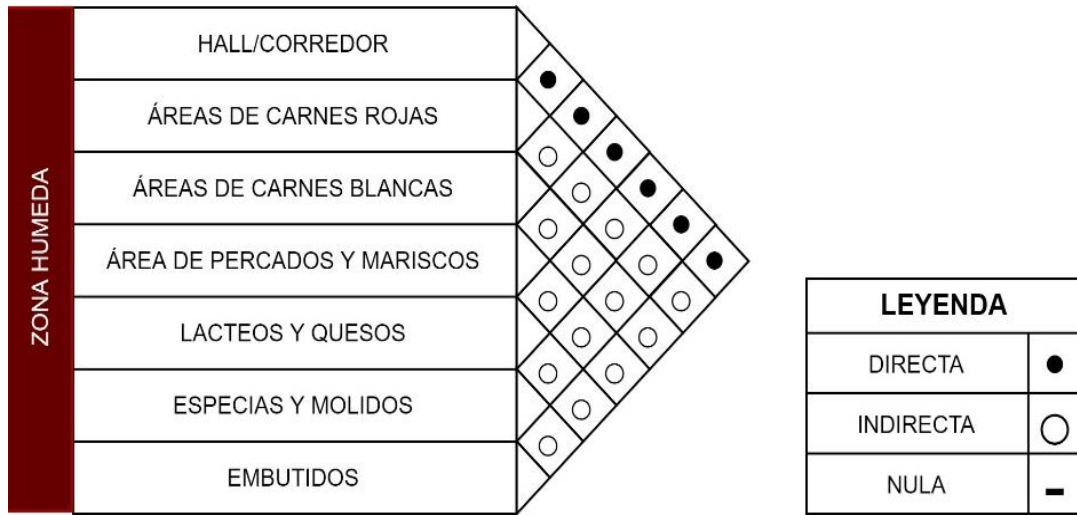 ZONA HUMEDA
HALL/CORREDOR
ÁREAS DE CARNES ROJAS
ÁREAS DE CARNES BLANCAS
ÁREA DE PERCADOS Y MARISCOS
LACTEOS Y QUESOS
ESPECIAS Y MOLIDOS
EMBUTIDOS
LEYENDA
DIRECTA
INDIRECTA
NULA